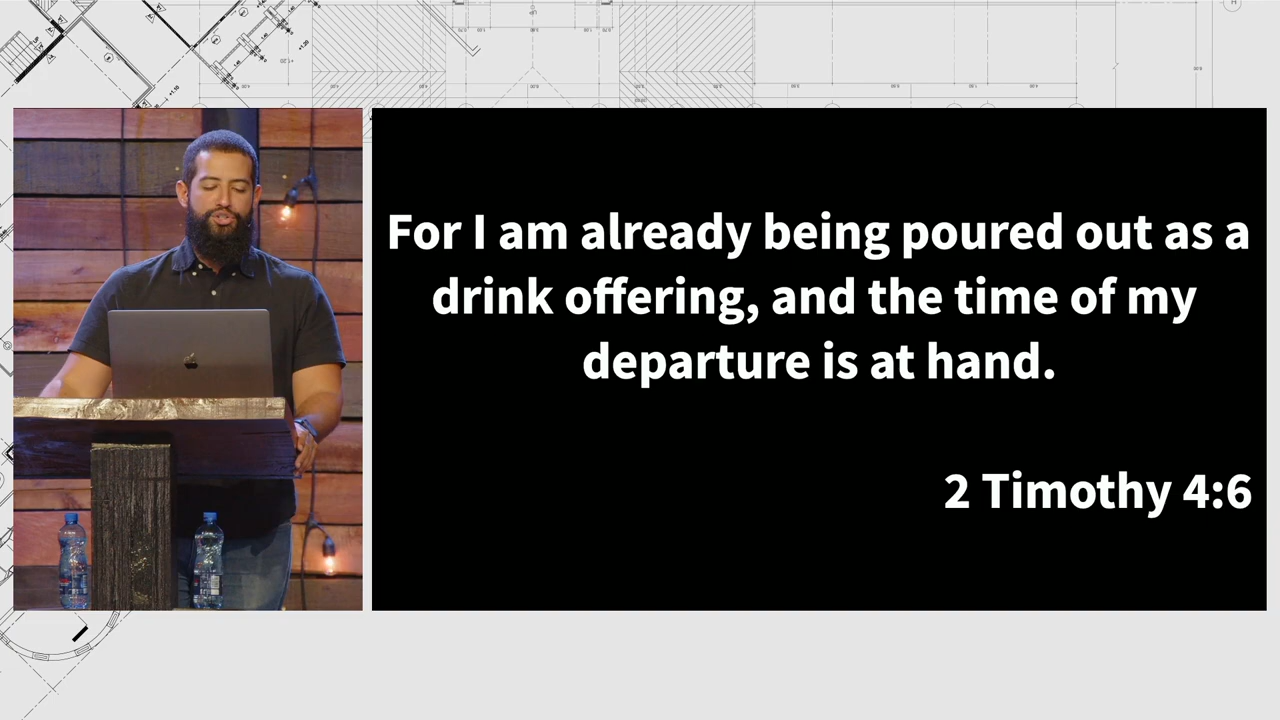 For I am already being poured out as a
drink offering, and the time of my
departure is at hand.
2 Timothy 4:6